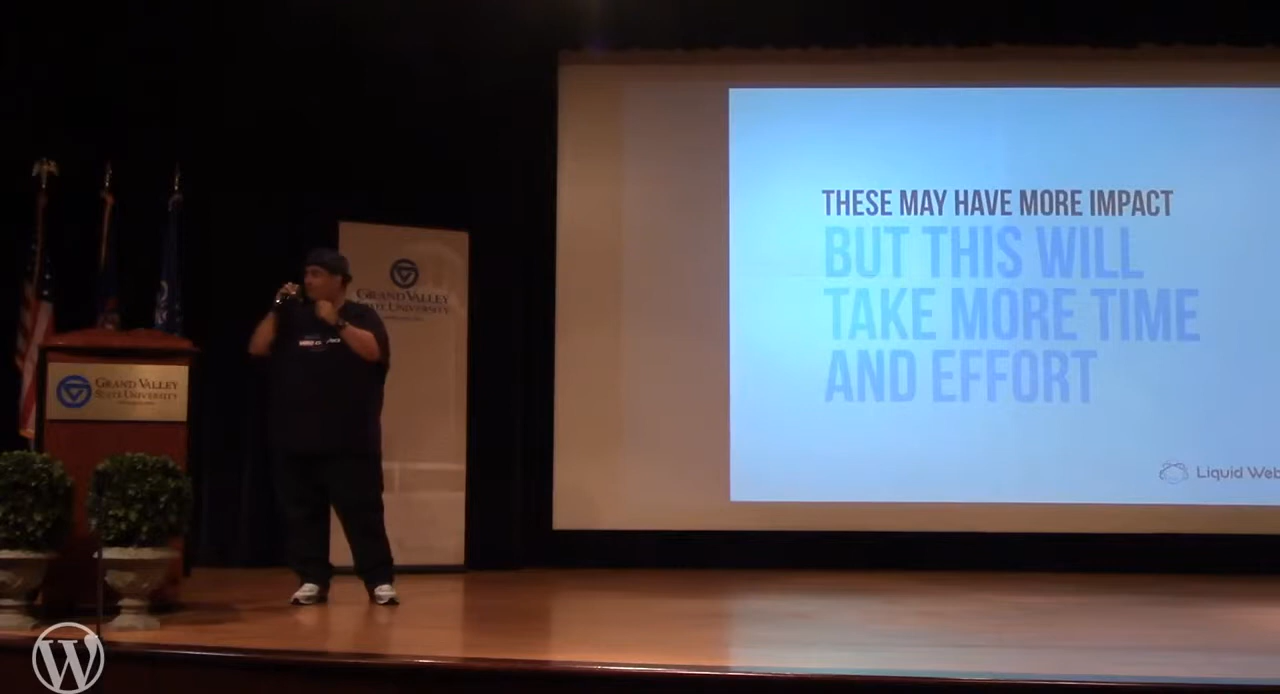 THESE MAY HAVE MORE IMPACT
BUT THIS WILL
TAKE MORE TIME
AND EFFORT
Liquid Web
GRAND VALLEY
STATE UNIVERSITY
GRAND VALLEY
STATE UNIVERSITY
W